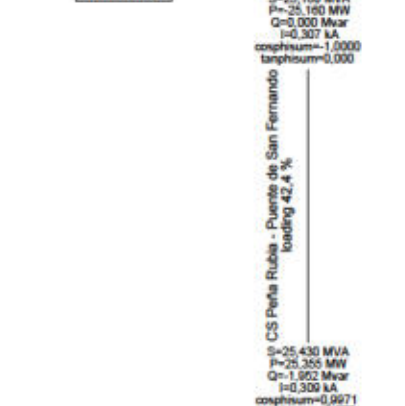 P=-25,160 MW
Q=0,000 Mvar
I=0,307 kA
cosphisum=-1,0000
tanphisum=0,000
CS Peña Rubia - Puente de San Fernando
loading 42,4 %
S=25,430 MVA
P=25,355 MW
Q=-1,952 Mvar
I=0,309 kA
cosphisum=0,9971